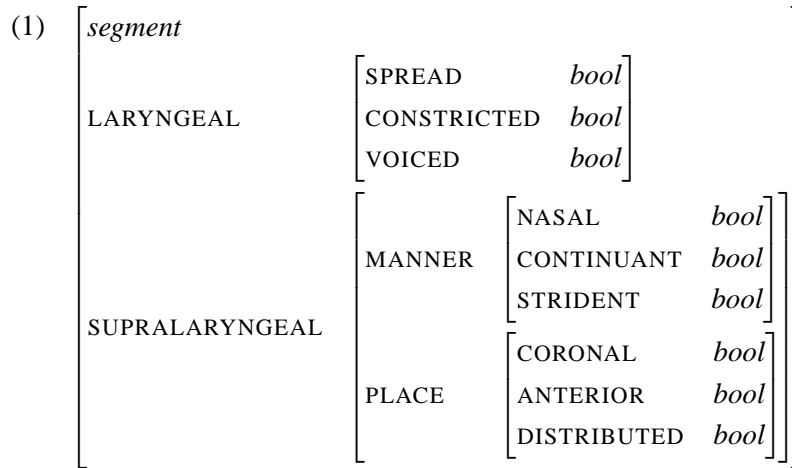 (1) segment
SPREAD bool
LARYNGEAL CONSTRICTED bool
VOICED bool
NASAL bool
MANNER CONTINUANT bool
STRIDENT bool
SUPRALARYNGEAL
CORONAL bool
PLACE ANTERIOR bool
DISTRIBUTED bool